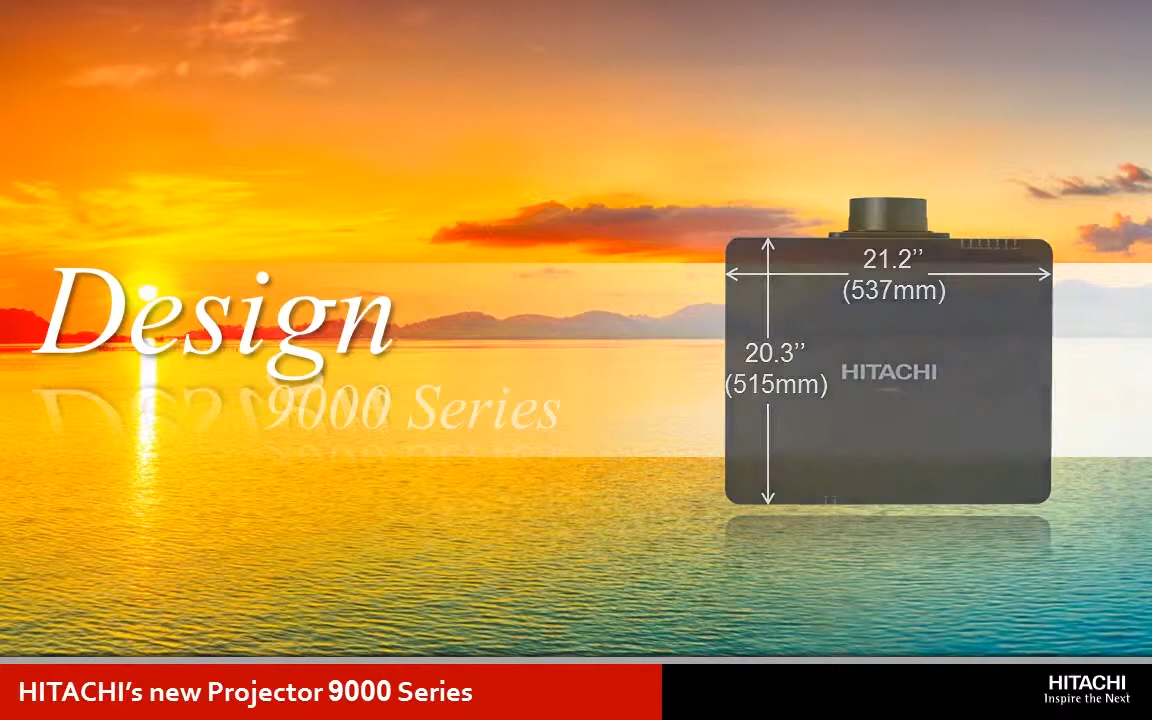 Design
9000 Series
21.2’’
(537mm)
20.3’’
(515mm)
HITACHI
HITACHI’s new Projector 9000 Series
HITACHI
Inspire the Next